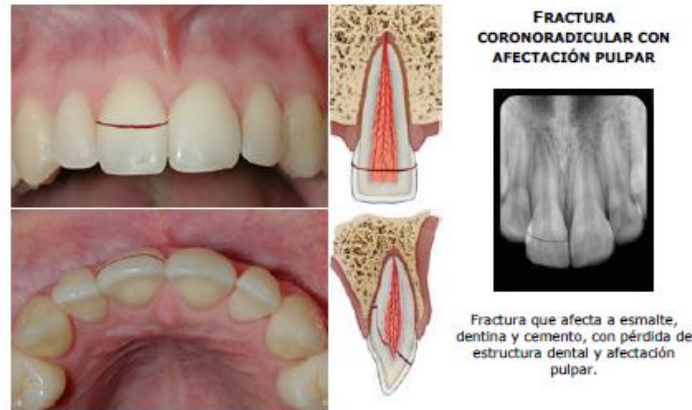 FRACTURA
CORONORADICULAR CON
AFECTACIÓN PULPAR
Fractura que afecta a esmalte,
dentina y cemento, con pérdida de
estructura dental y afectación
pulpar.